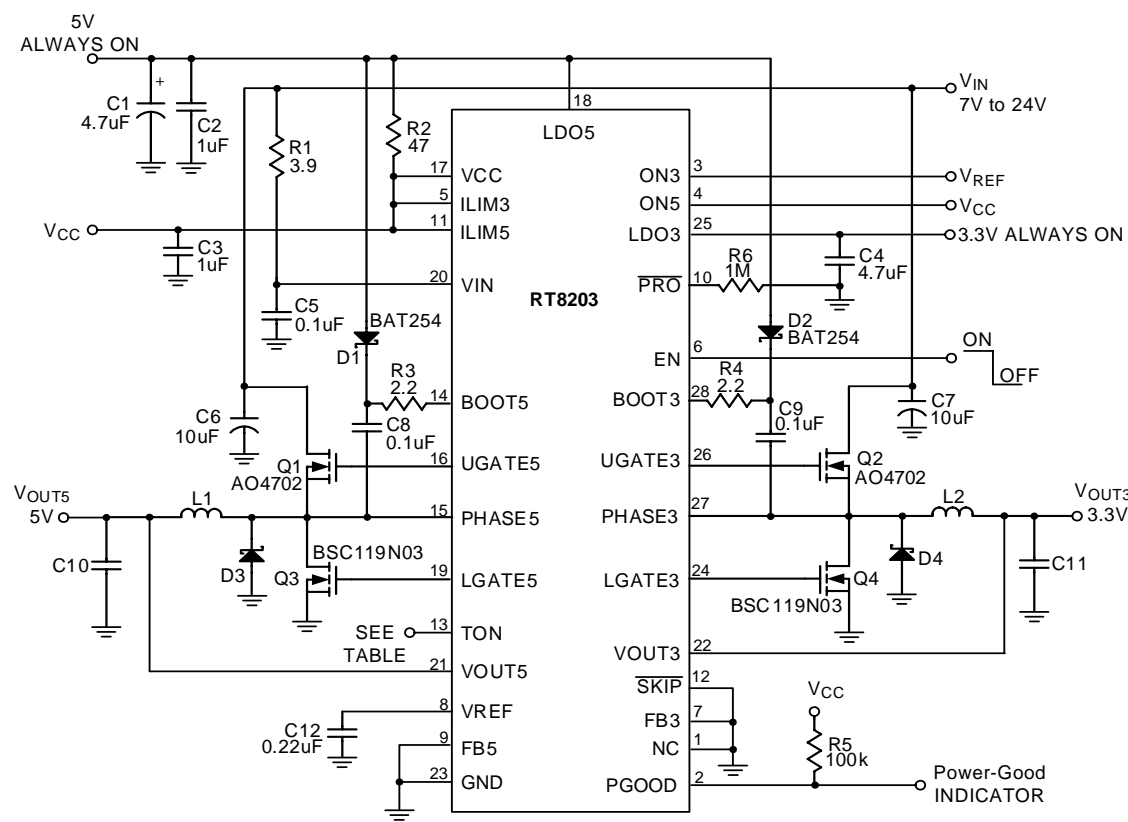 5V
ALWAYS ON
+
C1
4.7uF
C2
1uF
R1
3.9
R2
47
18
LDO5
VIN
7V to 24V
17
VCC
5
ILIM3
11
ILIM5
VCC
C3
1uF
ON3
3
VREF
ON5
4
VCC
LDO3
25
3.3V ALWAYS ON
C4
4.7uF
R6
1M
PRO
10
20
VIN
C5
0.1uF
RT8203
BAT254
D1
D2
BAT254
EN
6
ON
OFF
R3
2.2
14
BOOT5
BOOT3
28
R4
2.2
C6
10uF
C8
0.1uF
C9
0.1uF
C7
10uF
Q1
AO4702
16
UGATE5
UGATE3
26
Q2
AO4702
VOUT5
5V
L1
15
PHASE5
PHASE3
27
L2
VOUT3
3.3V
C10
D3
BSC119N03
Q3
19
LGATE5
LGATE3
24
Q4
BSC119N03
D4
C11
SEE
TABLE
13
TON
21
VOUT5
VOUT3
22
SKIP
12
8
VREF
C12
0.22uF
FB3
7
9
FB5
NC
1
23
GND
VCC
R5
100k
PGOOD
2
Power-Good
INDICATOR